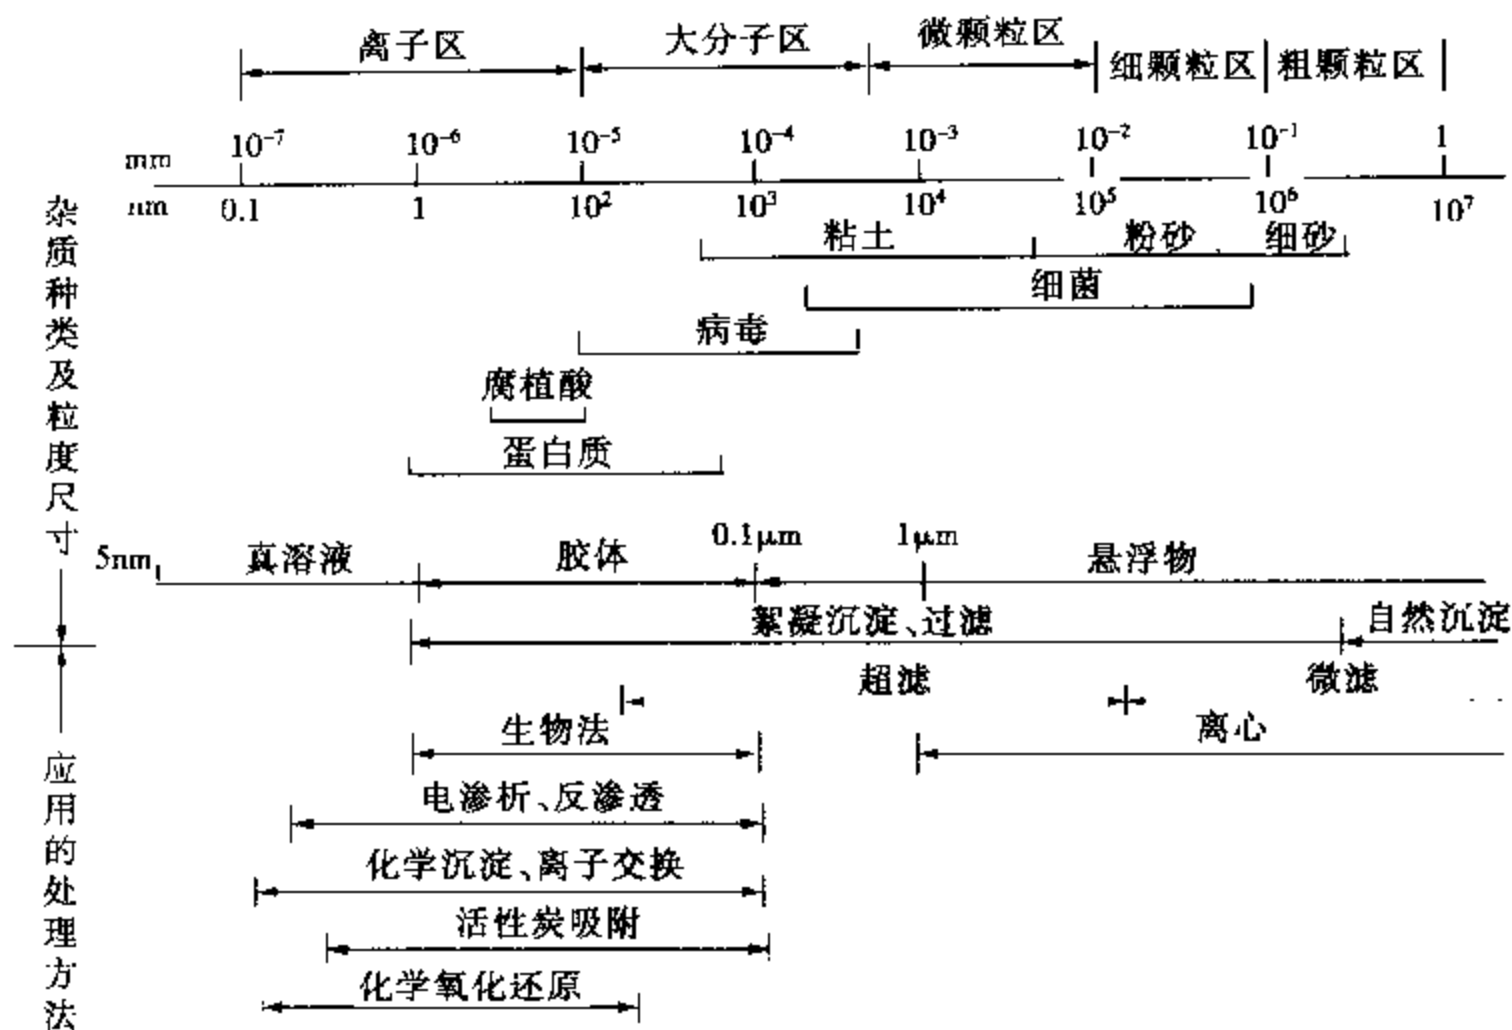 离子区 大分子区 微颗粒区 细颗粒区 粗颗粒区
mm 10⁻⁷ 10⁻⁶ 10⁻⁵ 10⁻⁴ 10⁻³ 10⁻² 10⁻¹ 1
nm 0.1 1 10² 10³ 10⁴ 10⁵ 10⁶ 10⁷
杂质种类及粒度尺寸
粘土 粉砂 细砂
细菌
病毒
腐植酸
蛋白质
0.1μm 1μm
5nm 真溶液 胶体 悬浮物
絮凝沉淀、过滤 自然沉淀
超滤 微滤
生物法 离心
应用的处理方法
电渗析、反渗透
化学沉淀、离子交换
活性炭吸附
化学氧化还原